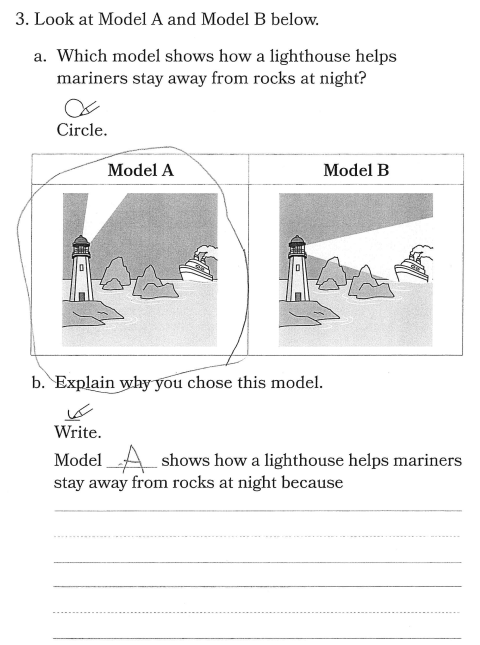 3. Look at Model A and Model B below.
a. Which model shows how a lighthouse helps
mariners stay away from rocks at night?
Circle.
Model A
Model B
b. Explain why you chose this model.
Write.
Model A shows how a lighthouse helps mariners
stay away from rocks at night because